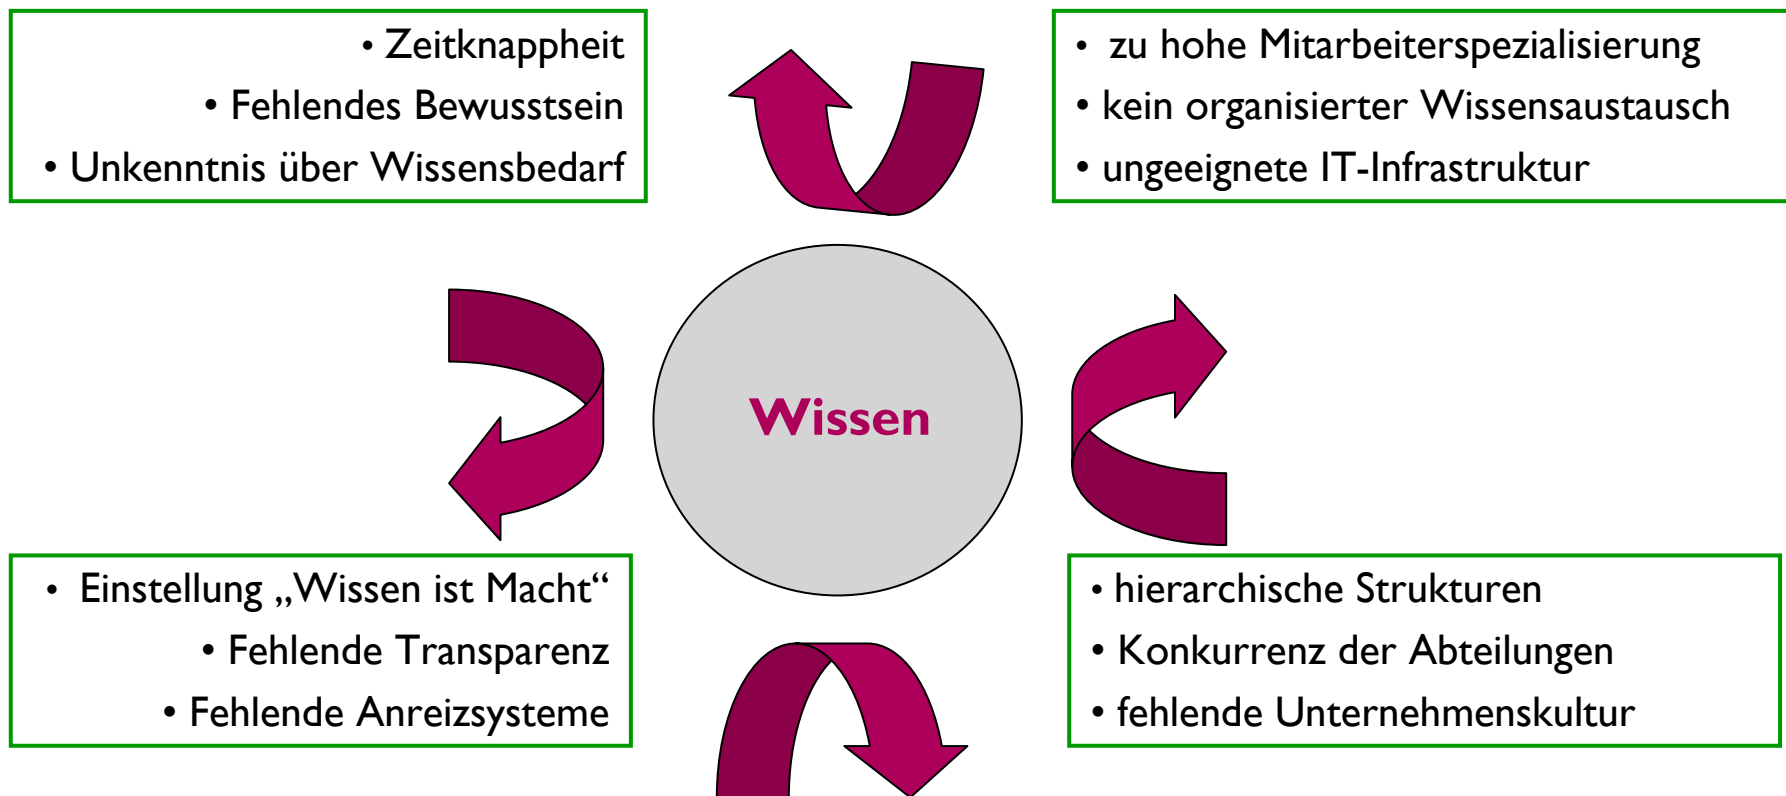 • Zeitknappheit
• Fehlendes Bewusstsein
• Unkenntnis über Wissensbedarf
• zu hohe Mitarbeiterspezialisierung
• kein organisierter Wissensaustausch
• ungeeignete IT-Infrastruktur
Wissen
• Einstellung „Wissen ist Macht“
• Fehlende Transparenz
• Fehlende Anreizsysteme
• hierarchische Strukturen
• Konkurrenz der Abteilungen
• fehlende Unternehmenskultur